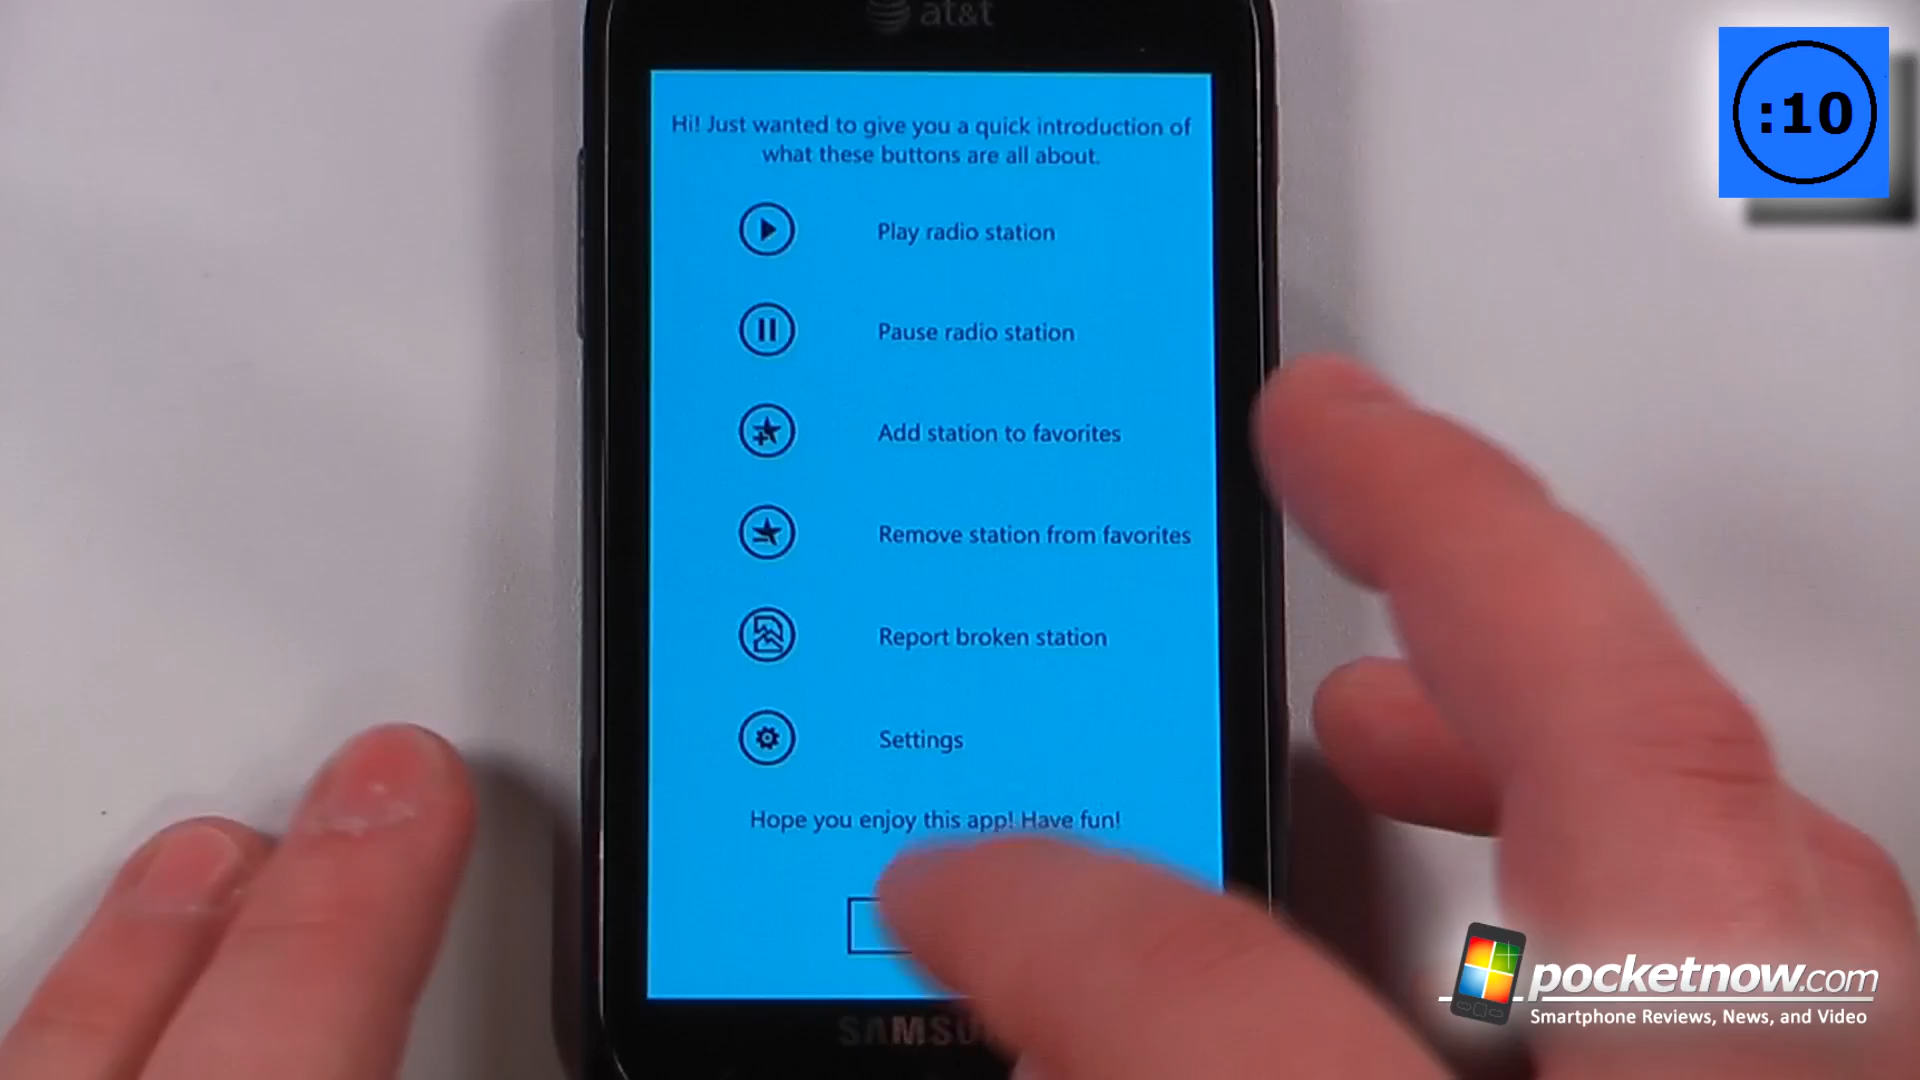 at&t
:10
Hi! Just wanted to give you a quick introduction of
what these buttons are all about.
Play radio station
Pause radio station
Add station to favorites
Remove station from favorites
Report broken station
Settings
Hope you enjoy this app! Have fun!
pocketnow.com
Smartphone Reviews, News, and Video